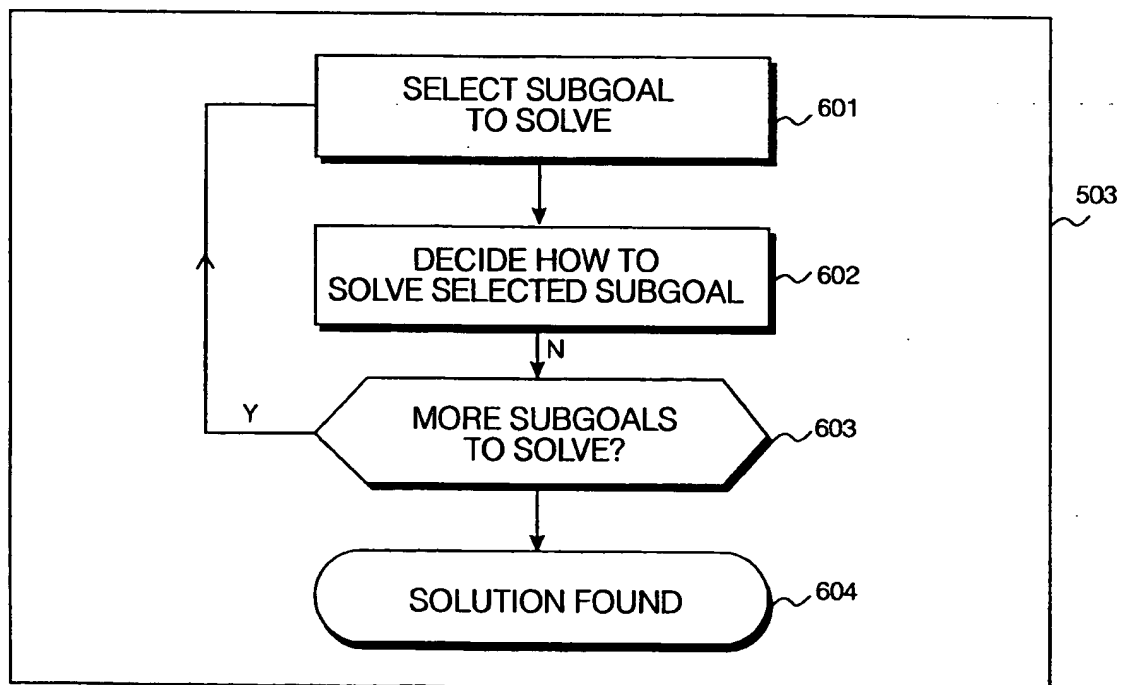 SELECT SUBGOAL
TO SOLVE
601
503
DECIDE HOW TO
SOLVE SELECTED SUBGOAL
602
N
Y
MORE SUBGOALS
TO SOLVE?
603
SOLUTION FOUND
604